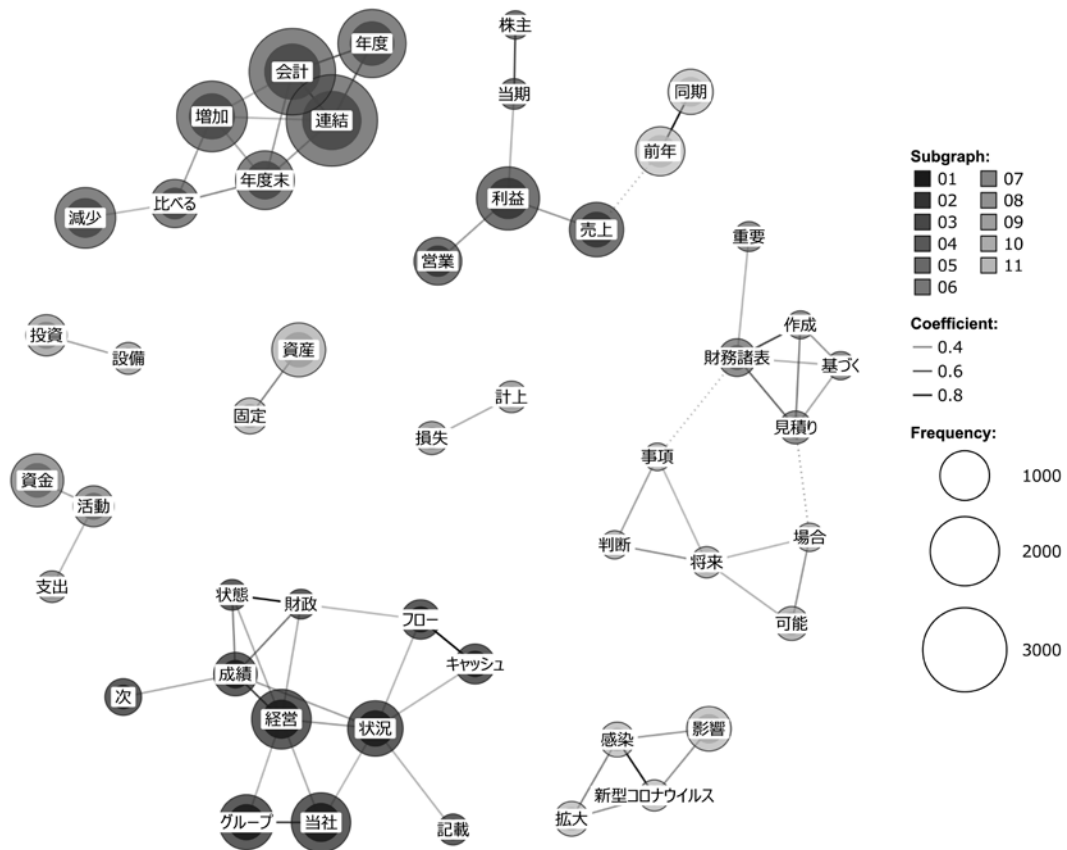 株主
年度
会計
同期
当期
増加
連結
前年
年度末
利益
比べる
減少
売上
重要
営業
Subgraph:
01 07
02 08
03 09
04 10
05 11
06
投資
設備
資産
作成
財務諸表
基づく
Coefficient:
0.4
0.6
0.8
固定
計上
損失
見積り
Frequency:
1000
2000
3000
事項
資金
活動
場合
判断
将来
支出
状態
財政
フロー
可能
キャッシュ
成績
次
経営
状況
感染
影響
新型コロナウイルス
拡大
グループ
当社
記載